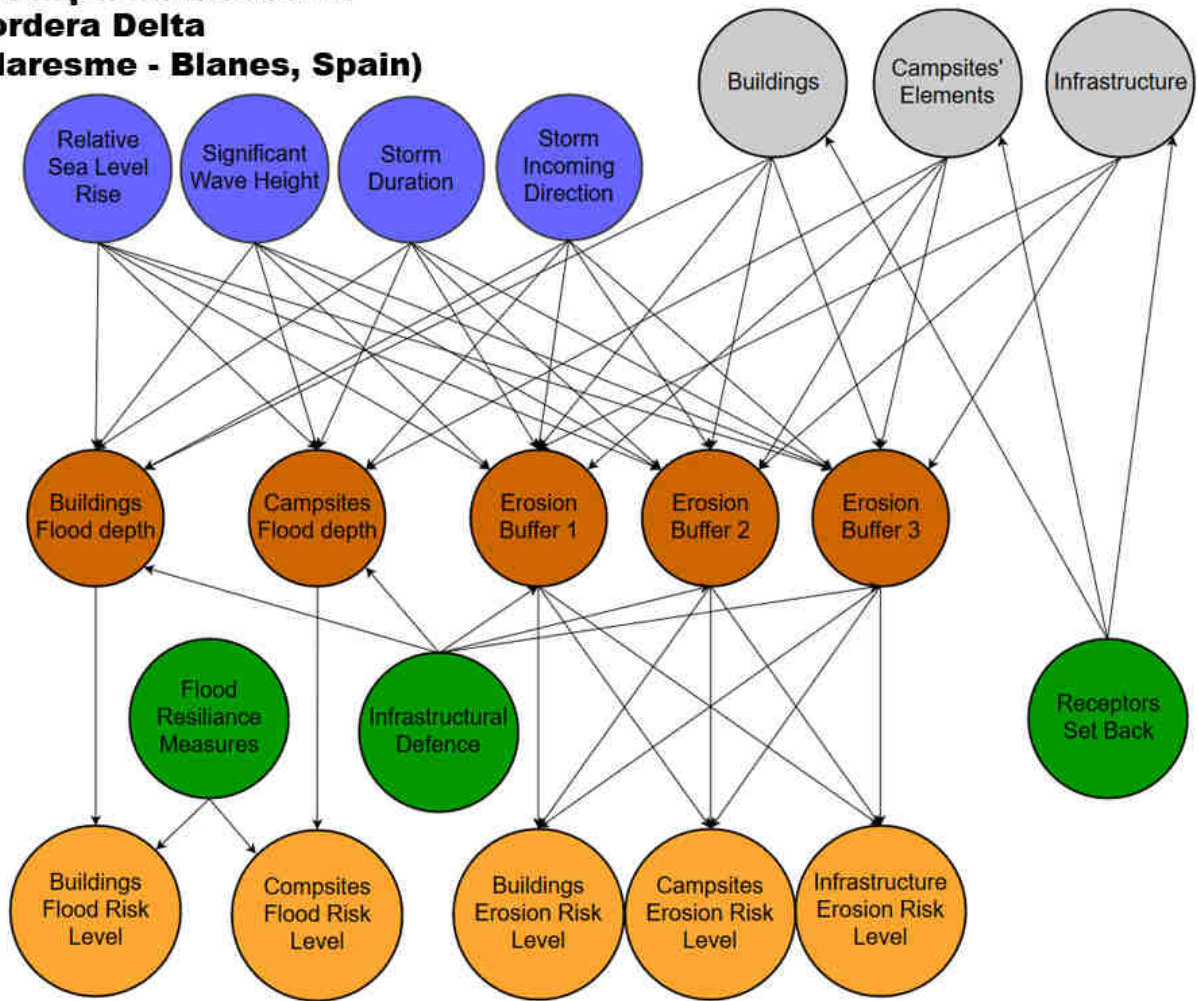 ordera Delta
laresme - Blanes, Spain)
Buildings
Campsites'
Elements
Infrastructure
Relative
Sea Level
Rise
Significant
Wave Height
Storm
Duration
Storm
Incoming
Direction
Buildings
Flood depth
Campsites
Flood depth
Erosion
Buffer 1
Erosion
Buffer 2
Erosion
Buffer 3
Flood
Resiliance
Measures
Infrastructural
Defence
Receptors
Set Back
Buildings
Flood Risk
Level
Compsites
Flood Risk
Level
Buildings
Erosion Risk
Level
Campsites
Erosion Risk
Level
Infrastructure
Erosion Risk
Level